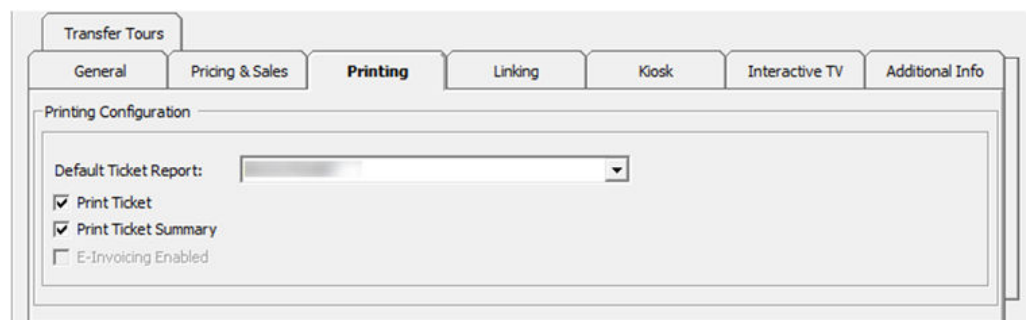 Transfer Tours
General Pricing & Sales Printing Linking Kiosk Interactive TV Additional Info
Printing Configuration
Default Ticket Report:
Print Ticket
Print Ticket Summary
E-Invoicing Enabled